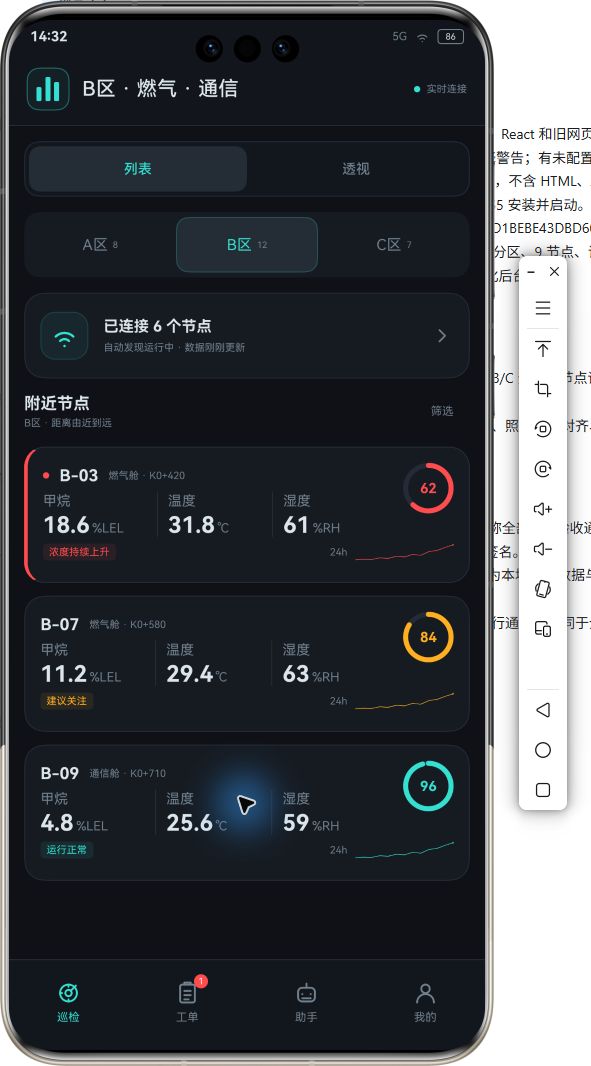 14:32
5G
86
B区 · 燃气 · 通信
实时连接
React 和旧网页
列表
透视
警告；有未配置
，不含 HTML、
5 安装并启动。
D1BEBE43DBD60
A区 8
B区 12
C区 7
分区、9 节点、
已连接 6 个节点
自动发现运行中 · 数据刚刚更新
B/C
节点
附近节点
B区 · 距离由近到远
筛选
、照
对齐
B-03
燃气舱 · K0+420
62
甲烷
温度
湿度
18.6 %LEL
31.8 ℃
61 %RH
浓度持续上升
24h
称全
收通
签名。
为本地
数据与
B-07
燃气舱 · K0+580
84
甲烷
温度
湿度
11.2 %LEL
29.4 ℃
63 %RH
建议关注
24h
行通
同于
B-09
通信舱 · K0+710
96
甲烷
温度
湿度
4.8 %LEL
25.6 ℃
59 %RH
运行正常
24h
1
巡检
工单
助手
我的